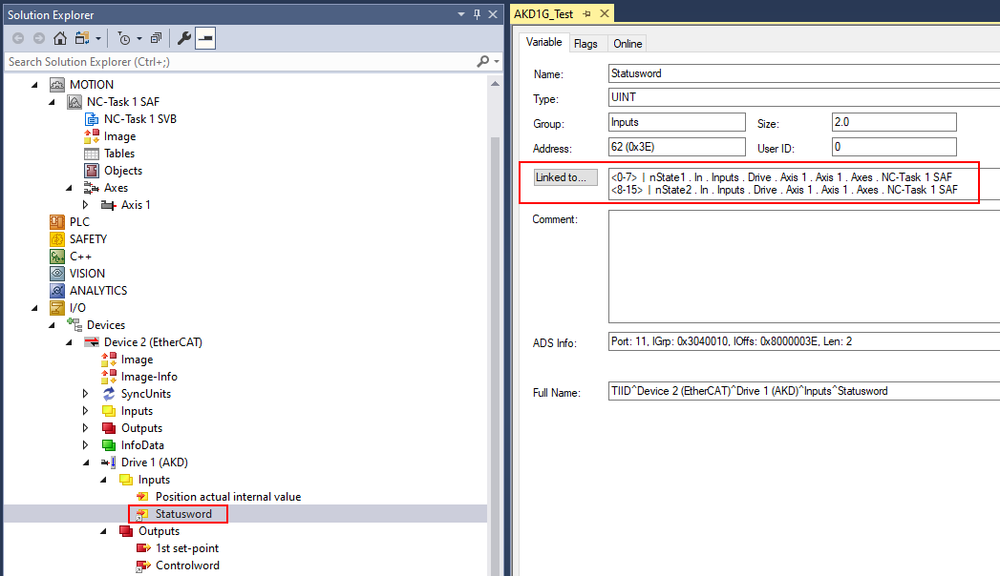 Solution Explorer
Search Solution Explorer (Ctrl+;)
MOTION
NC-Task 1 SAF
NC-Task 1 SVB
Image
Tables
Objects
Axes
Axis 1
PLC
SAFETY
C++
VISION
ANALYTICS
I/O
Devices
Device 2 (EtherCAT)
Image
Image-Info
SyncUnits
Inputs
Outputs
InfoData
Drive 1 (AKD)
Inputs
Position actual internal value
Statusword
Outputs
1st set-point
Controlword
AKD1G_Test
Variable Flags Online
Name: Statusword
Type: UINT
Group: Inputs Size: 2.0
Address: 62 (0x3E) User ID: 0
Linked to... <0-7> | nState1 . In . Inputs . Drive . Axis 1 . Axis 1 . Axes . NC-Task 1 SAF
<8-15> | nState2 . In . Inputs . Drive . Axis 1 . Axis 1 . Axes . NC-Task 1 SAF
Comment:
ADS Info: Port: 11, IGrp: 0x3040010, IOffs: 0x8000003E, Len: 2
Full Name: TIID^Device 2 (EtherCAT)^Drive 1 (AKD)^Inputs^Statusword